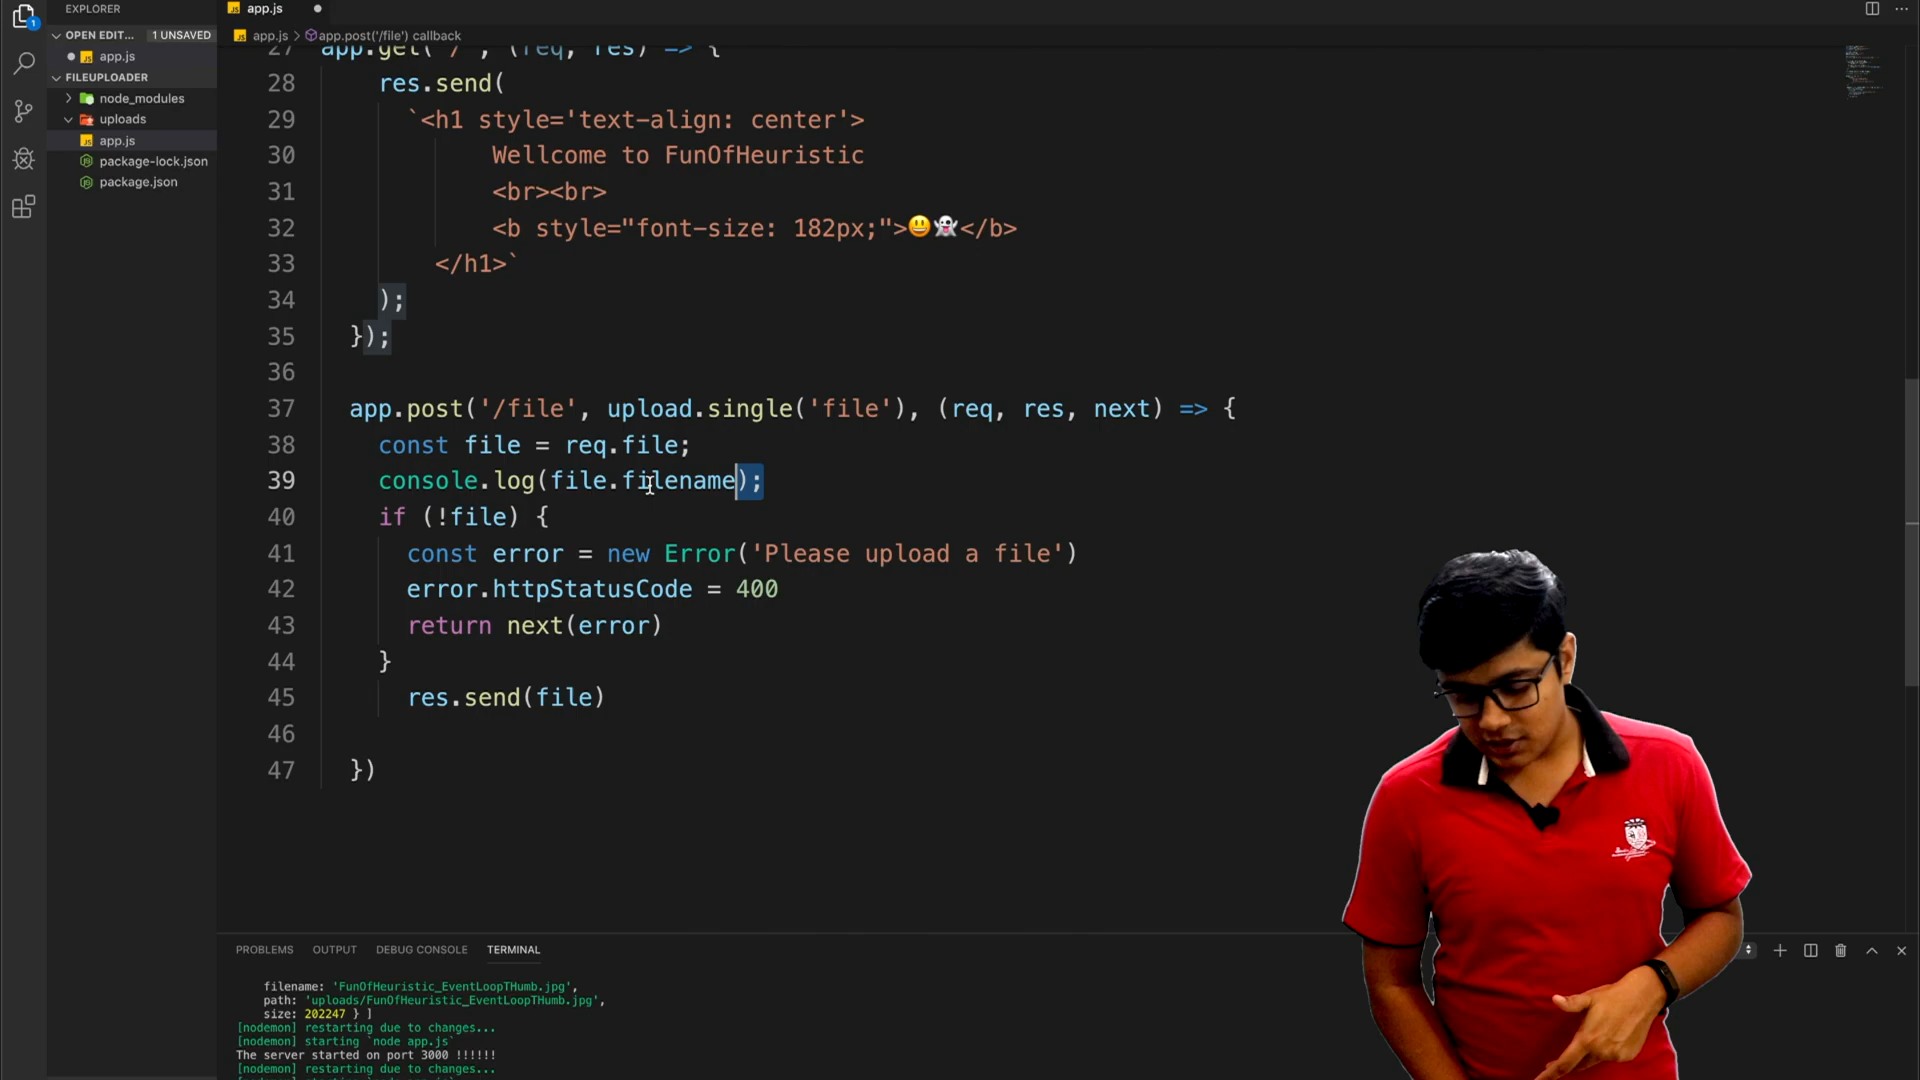 EXPLORER
OPEN EDIT... 1 UNSAVED
app.js
FILEUPLOADER
node_modules
uploads
app.js
package-lock.json
package.json
1
app.js
app.js > app.post('/file') callback
27 app.get('/', (req, res) => {
28 res.send(
29 `<h1 style='text-align: center'>
30 Wellcome to FunOfHeuristic
31 <br><br>
32 <b style="font-size: 182px;">😃👻</b>
33 </h1>`
34 );
35 });
36
37 app.post('/file', upload.single('file'), (req, res, next) => {
38 const file = req.file;
39 console.log(file.filename);
40 if (!file) {
41 const error = new Error('Please upload a file')
42 error.httpStatusCode = 400
43 return next(error)
44 }
45 res.send(file)
46
47 })
PROBLEMS OUTPUT DEBUG CONSOLE TERMINAL
filename: 'FunOfHeuristic_EventLoopTHumb.jpg',
path: 'uploads/FunOfHeuristic_EventLoopTHumb.jpg',
size: 202247 } ]
[nodemon] restarting due to changes...
[nodemon] starting `node app.js`
The server started on port 3000 !!!!!!
[nodemon] restarting due to changes...